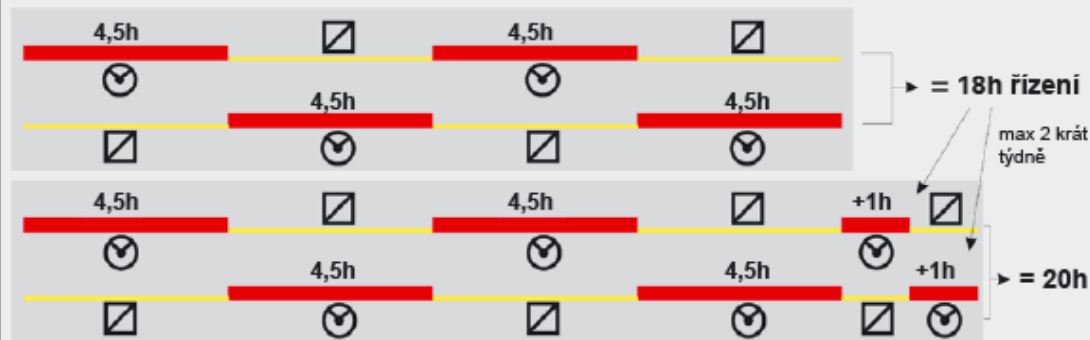 4,5h 4,5h
4,5h 4,5h
= 18h řízení
max 2 krát
týdně
4,5h 4,5h +1h
4,5h 4,5h +1h
= 20h